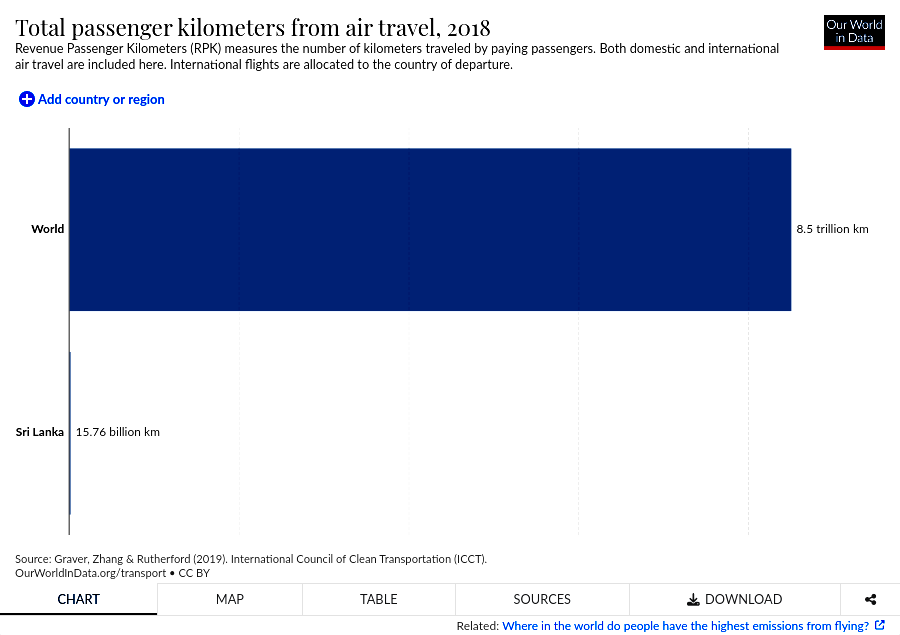 Total passenger kilometers from air travel, 2018
Our World
in Data
Revenue Passenger Kilometers (RPK) measures the number of kilometers traveled by paying passengers. Both domestic and international
air travel are included here. International flights are allocated to the country of departure.
Add country or region
World
8.5 trillion km
Sri Lanka
15.76 billion km
Source: Graver, Zhang & Rutherford (2019). International Council of Clean Transportation (ICCT).
OurWorldInData.org/transport • CC BY
CHART MAP TABLE SOURCES DOWNLOAD
Related: Where in the world do people have the highest emissions from flying?